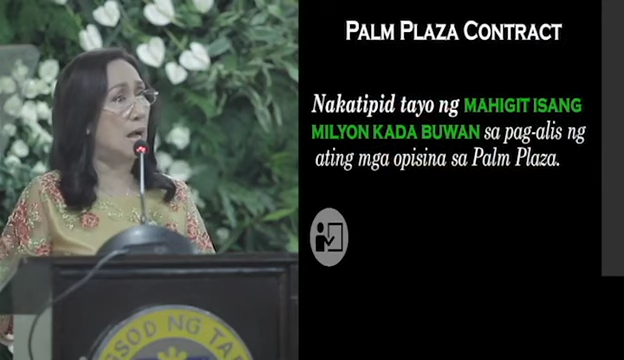 PALM PLAZA CONTRACT
Nakatipid tayo ng MAHIGIT ISANG
MILYON KADA BUWAN sa pag-alis ng
ating mga opisina sa Palm Plaza.
NG